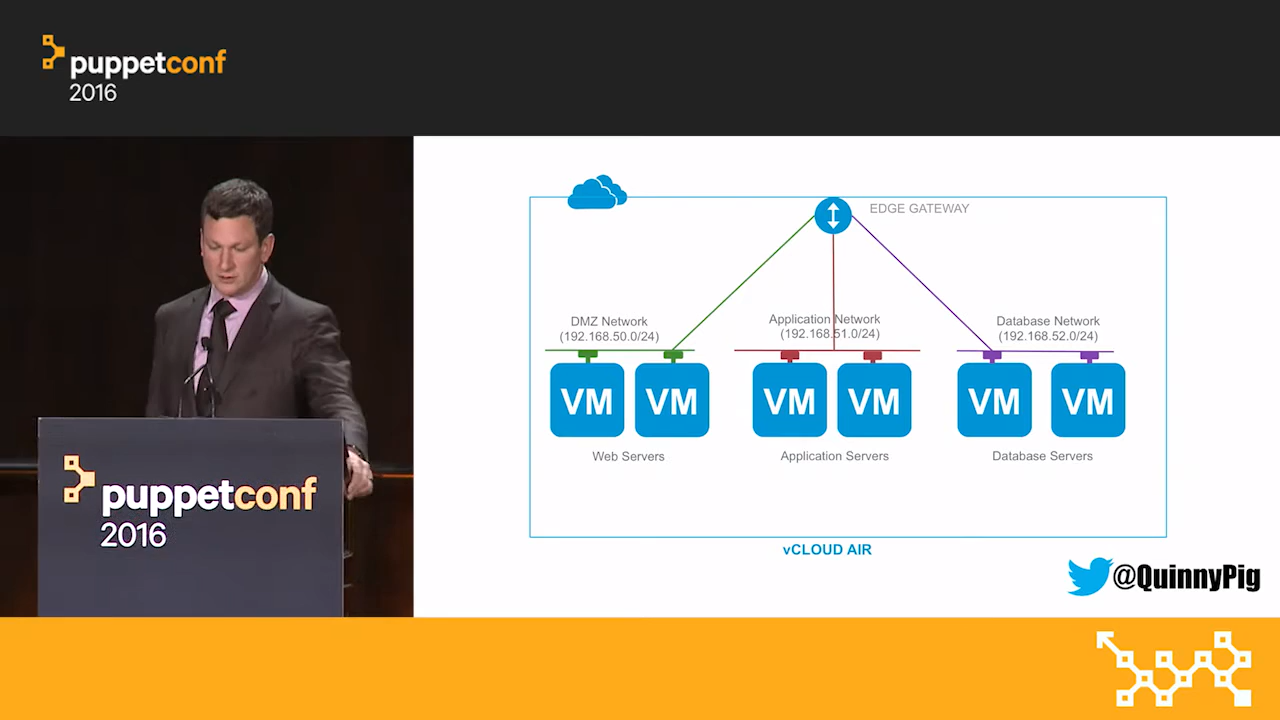 puppetconf
2016
EDGE GATEWAY
DMZ Network
(192.168.50.0/24)
Application Network
(192.168.51.0/24)
Database Network
(192.168.52.0/24)
VM
VM
VM
VM
VM
VM
Web Servers
Application Servers
Database Servers
vCLOUD AIR
@QuinnyPig
puppetconf
2016